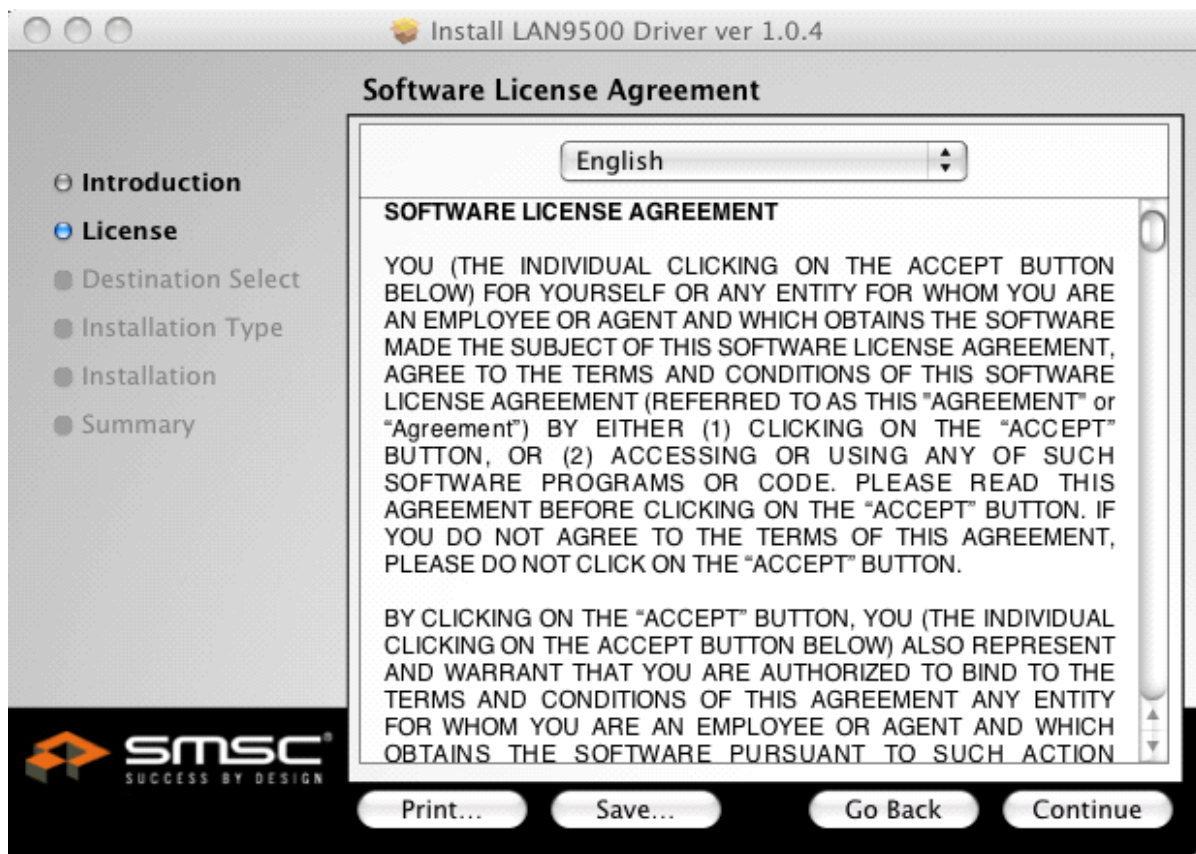 Install LAN9500 Driver ver 1.0.4
Software License Agreement
Introduction
License
Destination Select
Installation Type
Installation
Summary
English
SOFTWARE LICENSE AGREEMENT
YOU (THE INDIVIDUAL CLICKING ON THE ACCEPT BUTTON
BELOW) FOR YOURSELF OR ANY ENTITY FOR WHOM YOU ARE
AN EMPLOYEE OR AGENT AND WHICH OBTAINS THE SOFTWARE
MADE THE SUBJECT OF THIS SOFTWARE LICENSE AGREEMENT,
AGREE TO THE TERMS AND CONDITIONS OF THIS SOFTWARE
LICENSE AGREEMENT (REFERRED TO AS THIS "AGREEMENT" or
“Agreement”) BY EITHER (1) CLICKING ON THE “ACCEPT”
BUTTON, OR (2) ACCESSING OR USING ANY OF SUCH
SOFTWARE PROGRAMS OR CODE. PLEASE READ THIS
AGREEMENT BEFORE CLICKING ON THE “ACCEPT” BUTTON. IF
YOU DO NOT AGREE TO THE TERMS OF THIS AGREEMENT,
PLEASE DO NOT CLICK ON THE “ACCEPT” BUTTON.
BY CLICKING ON THE “ACCEPT” BUTTON, YOU (THE INDIVIDUAL
CLICKING ON THE ACCEPT BUTTON BELOW) ALSO REPRESENT
AND WARRANT THAT YOU ARE AUTHORIZED TO BIND TO THE
TERMS AND CONDITIONS OF THIS AGREEMENT ANY ENTITY
FOR WHOM YOU ARE AN EMPLOYEE OR AGENT AND WHICH
OBTAINS THE SOFTWARE PURSUANT TO SUCH ACTION
smsc
SUCCESS BY DESIGN
Print...
Save...
Go Back
Continue